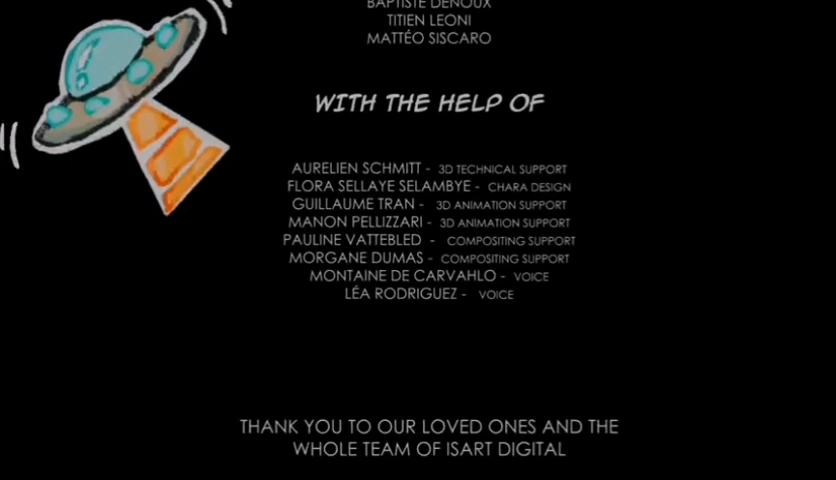 BAPTISTE DENOUX
TITIEN LEONI
MATTÉO SISCARO
WITH THE HELP OF
AURELIEN SCHMITT - 3D TECHNICAL SUPPORT
FLORA SELLAYE SELAMBYE - CHARA DESIGN
GUILLAUME TRAN - 3D ANIMATION SUPPORT
MANON PELLIZZARI - 3D ANIMATION SUPPORT
PAULINE VATTEBLED - COMPOSITING SUPPORT
MORGANE DUMAS - COMPOSITING SUPPORT
MONTAINE DE CARVAHLO - VOICE
LÉA RODRIGUEZ - VOICE
THANK YOU TO OUR LOVED ONES AND THE
WHOLE TEAM OF ISART DIGITAL